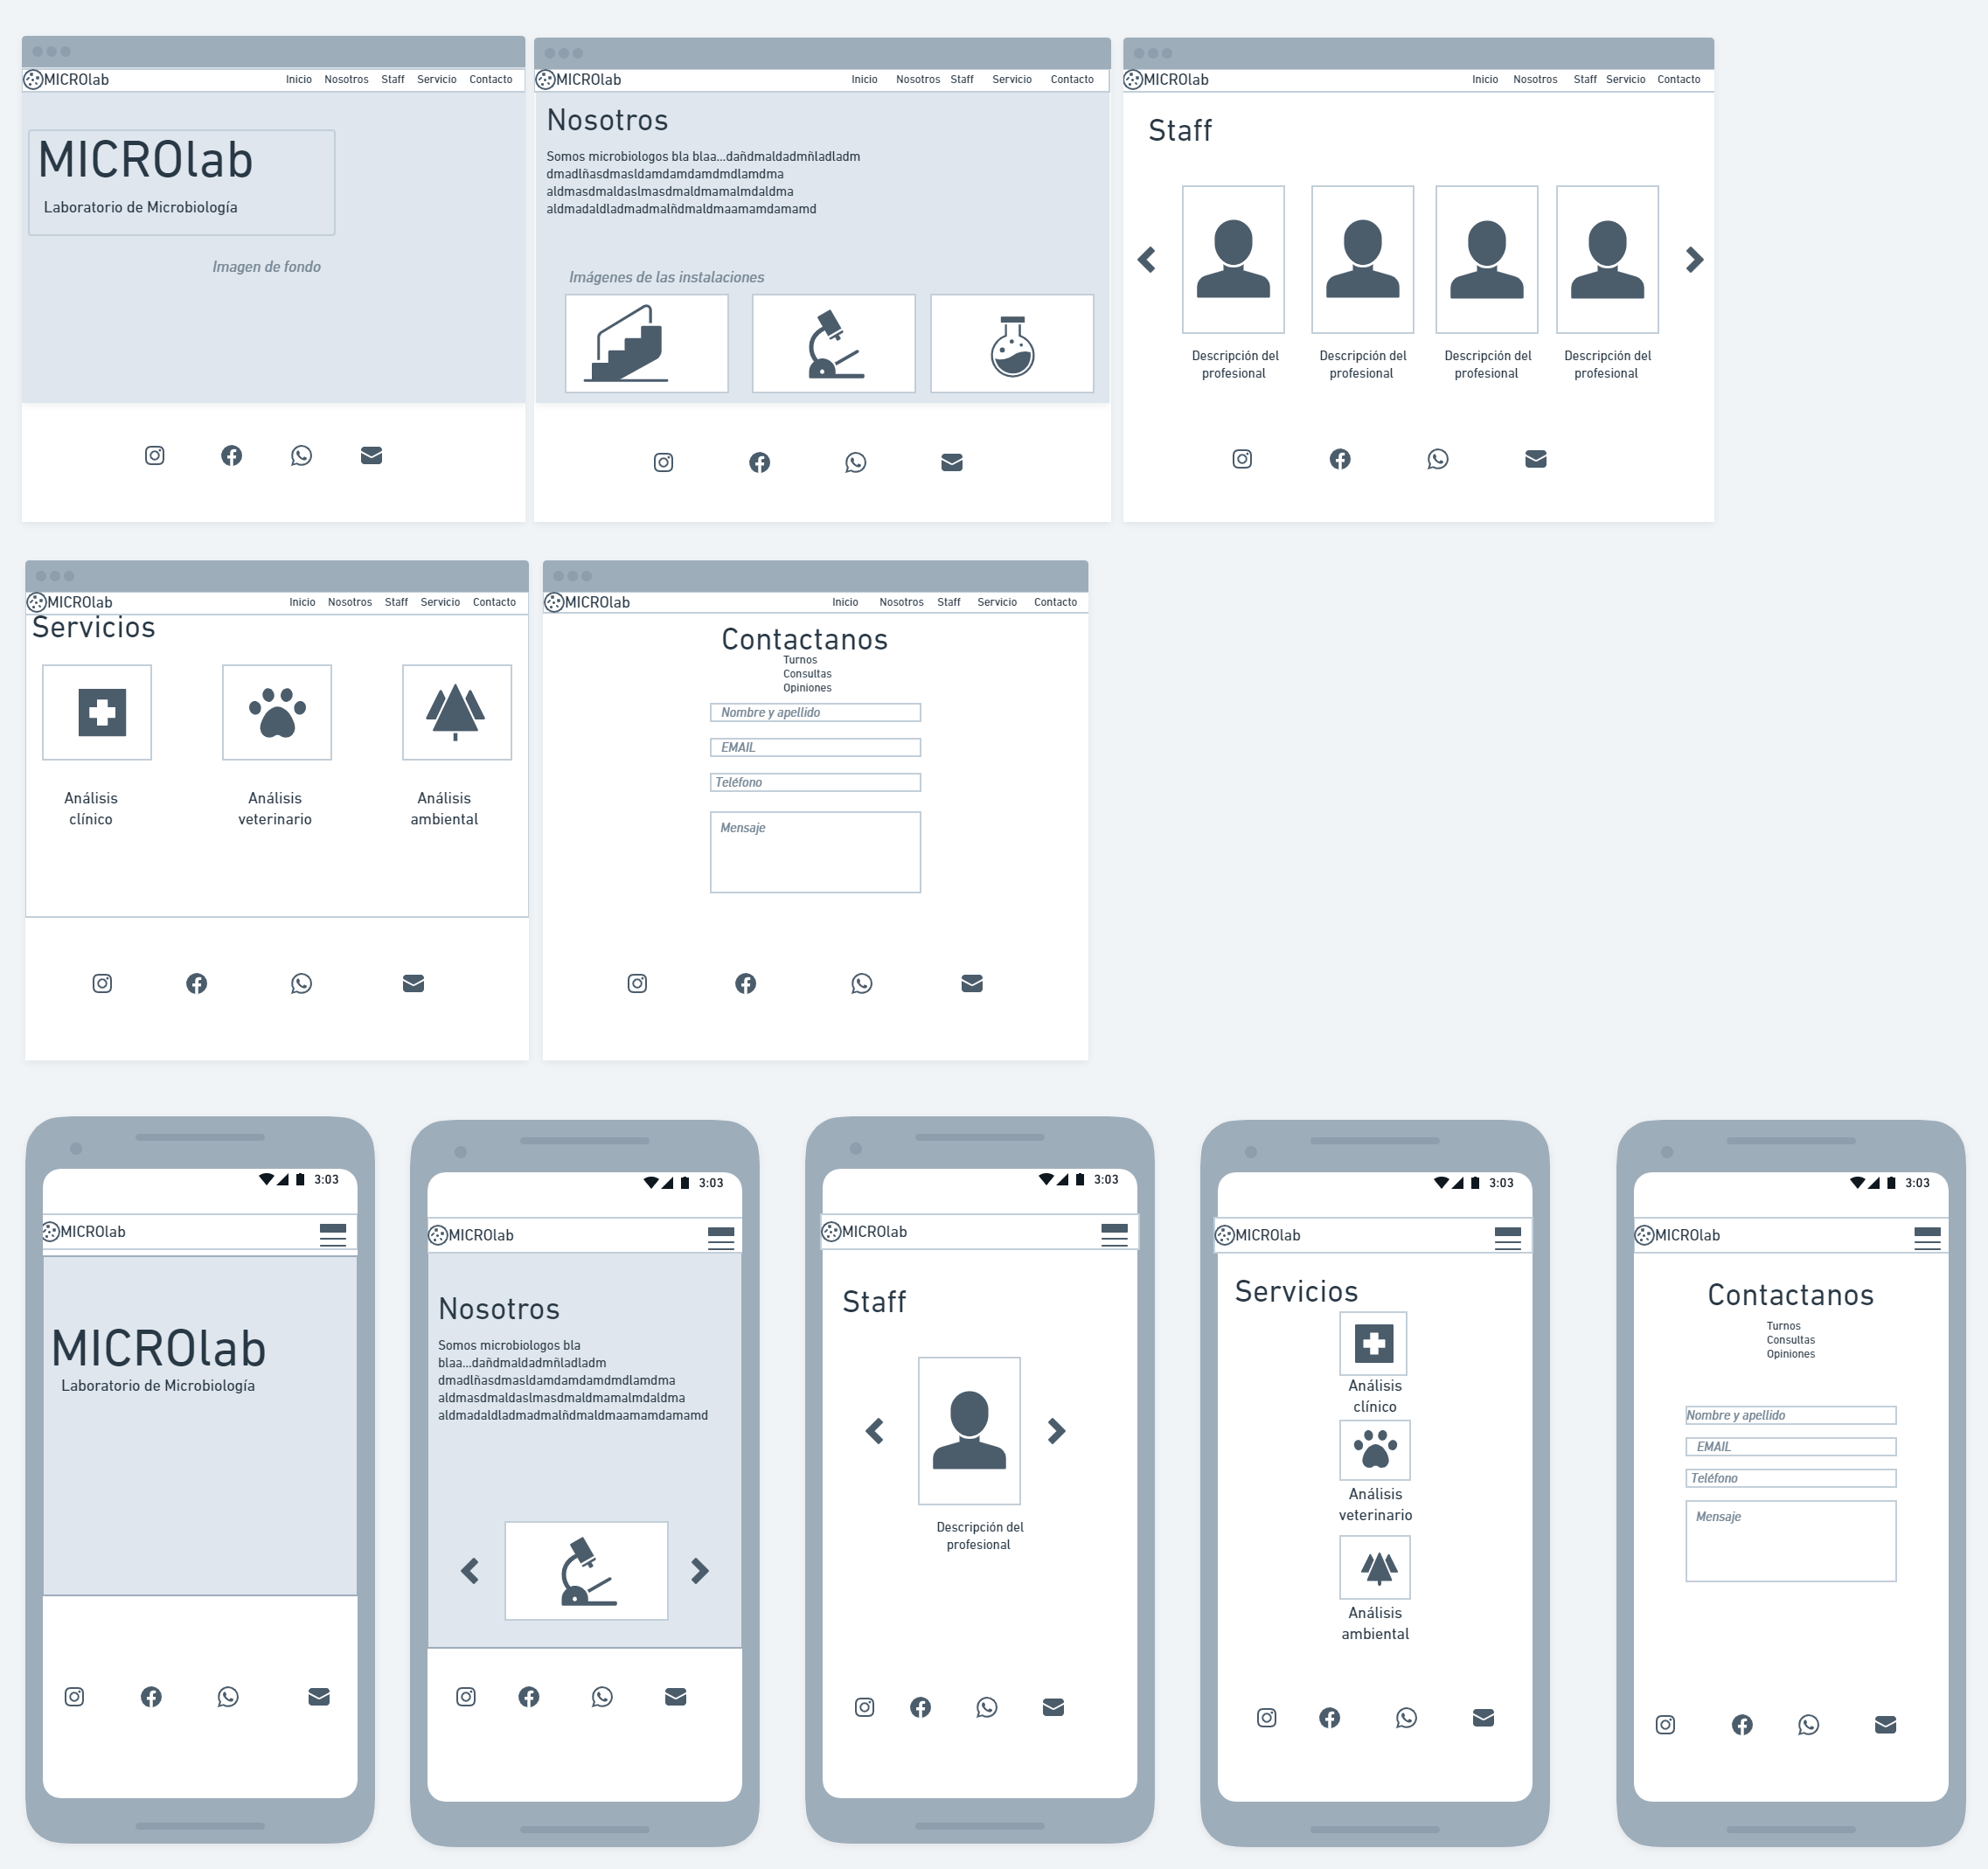 MICROlab
Inicio Nosotros Staff Servicio Contacto
MICROlab
Laboratorio de Microbiología
Imagen de fondo
MICROlab
Inicio Nosotros Staff Servicio Contacto
Nosotros
Somos microbiologos bla blaa...dañdmaldadmñladladm
dmadlñasdmasldamdamdamdmdlamdma
aldmasdmaldaslmasdmaldmamalmdaldma
aldmadaldladmadmalñdmaldmaamamdamamd
Imágenes de las instalaciones
MICROlab
Inicio Nosotros Staff Servicio Contacto
Staff
Descripción del
profesional
Descripción del
profesional
Descripción del
profesional
Descripción del
profesional
MICROlab
Inicio Nosotros Staff Servicio Contacto
Servicios
Análisis
clínico
Análisis
veterinario
Análisis
ambiental
MICROlab
Inicio Nosotros Staff Servicio Contacto
Contactanos
Turnos
Consultas
Opiniones
Nombre y apellido
EMAIL
Teléfono
Mensaje
3:03
MICROlab
MICROlab
Laboratorio de Microbiología
3:03
MICROlab
Nosotros
Somos microbiologos bla
blaa...dañdmaldadmñladladm
dmadlñasdmasldamdamdamdmdlamdma
aldmasdmaldaslmasdmaldmamalmdaldma
aldmadaldladmadmalñdmaldmaamamdamamd
3:03
MICROlab
Staff
Descripción del
profesional
3:03
MICROlab
Servicios
Análisis
clínico
Análisis
veterinario
Análisis
ambiental
3:03
MICROlab
Contactanos
Turnos
Consultas
Opiniones
Nombre y apellido
EMAIL
Teléfono
Mensaje